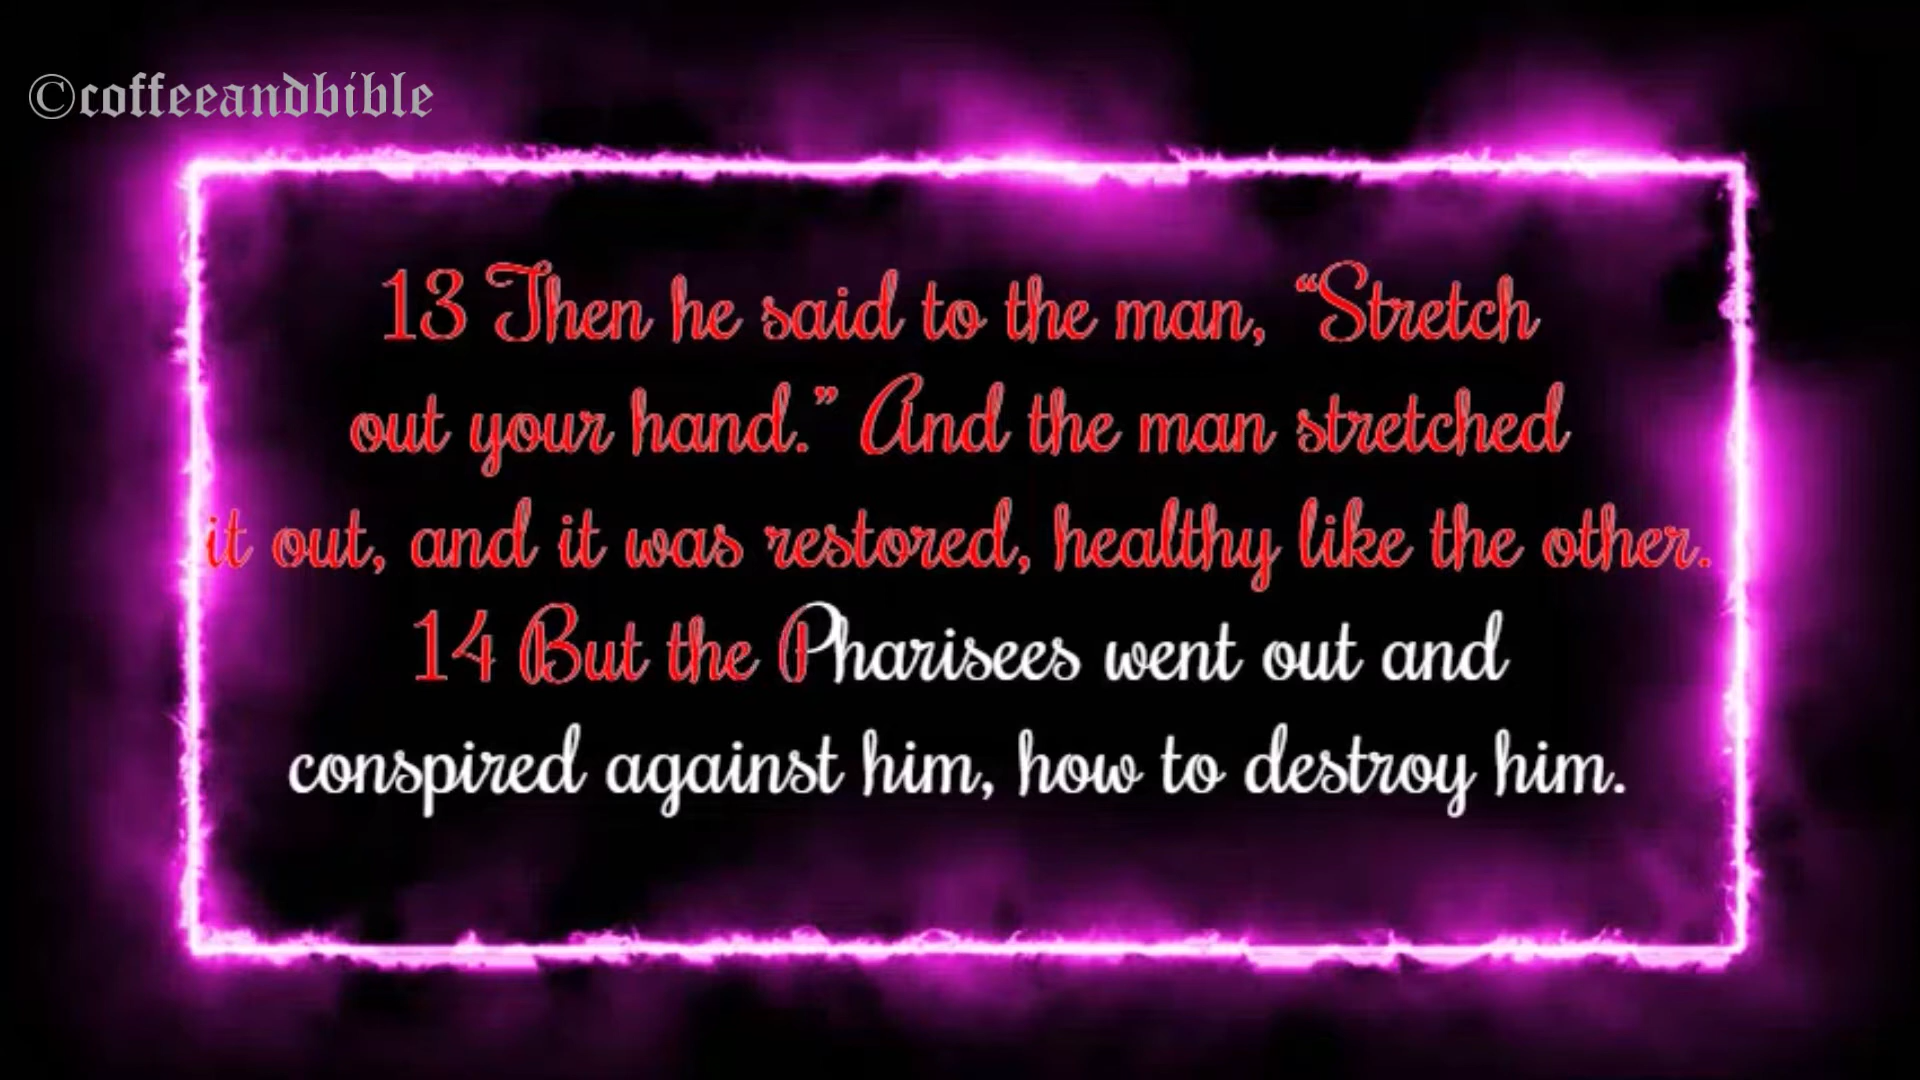 ©coffeeandbible
13 Then he said to the man, “Stretch
out your hand.” And the man stretched
it out, and it was restored, healthy like the other.
14 But the Pharisees went out and
conspired against him, how to destroy him.